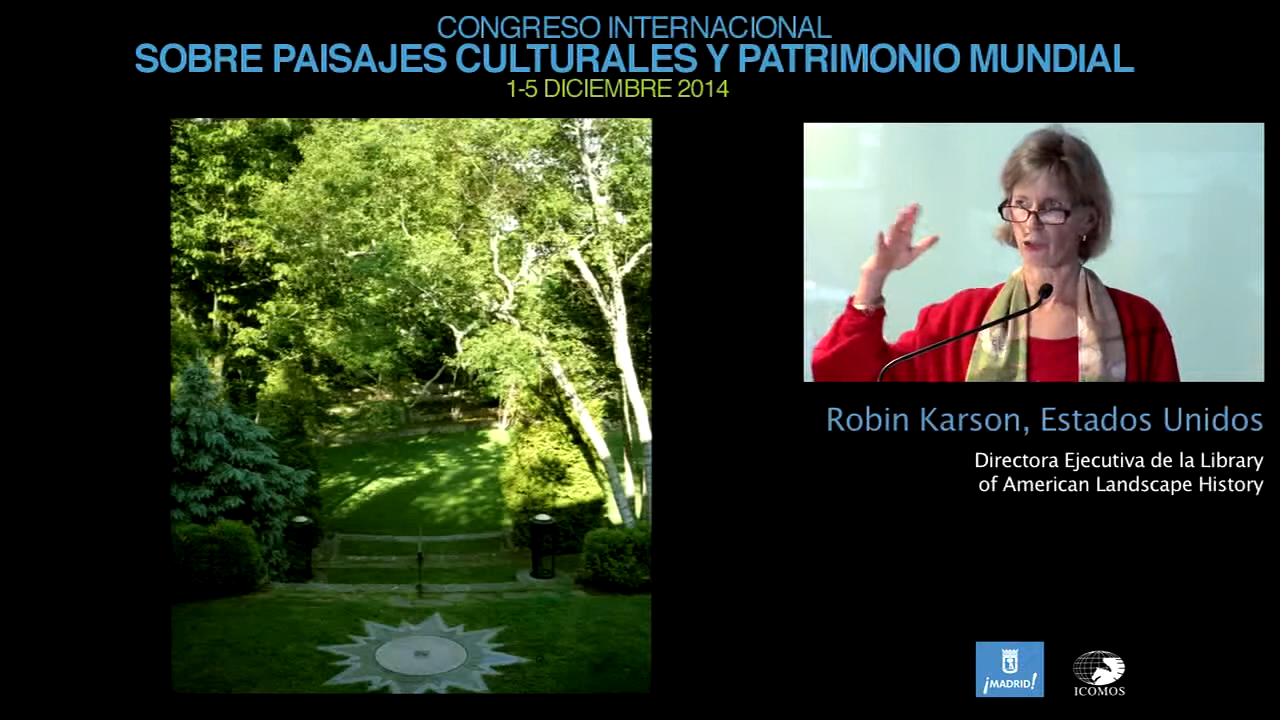 CONGRESO INTERNACIONAL
SOBRE PAISAJES CULTURALES Y PATRIMONIO MUNDIAL
1-5 DICIEMBRE 2014
Robin Karson, Estados Unidos
Directora Ejecutiva de la Library
of American Landscape History
¡MADRID!
ICOMOS